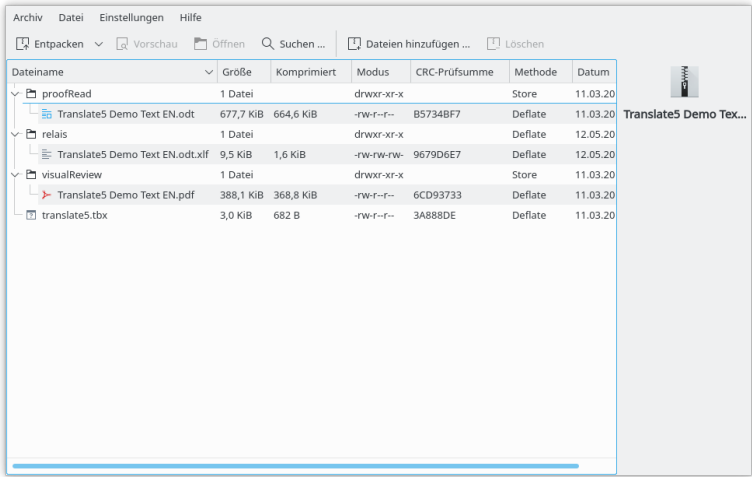 Archiv Datei Einstellungen Hilfe
Entpacken Vorschau Öffnen Suchen ... Dateien hinzufügen ... Löschen
Dateiname Größe Komprimiert Modus CRC-Prüfsumme Methode Datum
proofRead 1 Datei drwxr-xr-x Store 11.03.20
Translate5 Demo Text EN.odt 677,7 KiB 664,6 KiB -rw-r--r-- B5734BF7 Deflate 11.03.20
Translate5 Demo Tex...
relais 1 Datei drwxr-xr-x 12.05.20
Translate5 Demo Text EN.odt.xlf 9,5 KiB 1,6 KiB -rw-rw-rw- 9679D6E7 Deflate 12.05.20
visualReview 1 Datei drwxr-xr-x Store 11.03.20
Translate5 Demo Text EN.pdf 388,1 KiB 368,8 KiB -rw-r--r-- 6CD93733 Deflate 11.03.20
translate5.tbx 3,0 KiB 682 B -rw-r--r-- 3A888DE Deflate 11.03.20